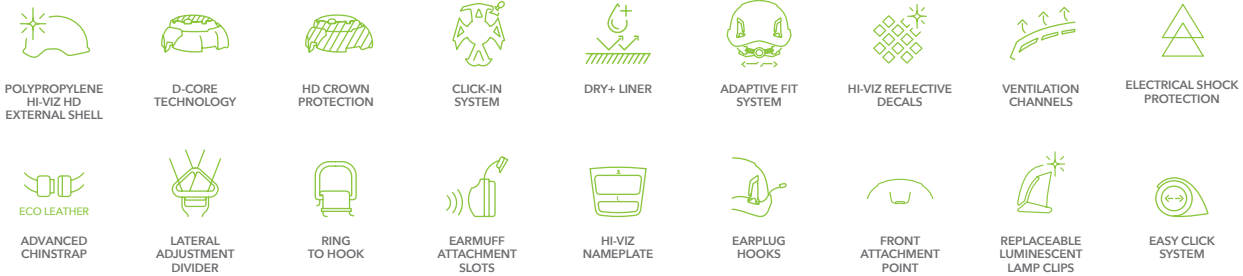 POLYPROPYLENE
HI-VIZ HD
EXTERNAL SHELL
D-CORE
TECHNOLOGY
HD CROWN
PROTECTION
CLICK-IN
SYSTEM
DRY+ LINER
ADAPTIVE FIT
SYSTEM
HI-VIZ REFLECTIVE
DECALS
VENTILATION
CHANNELS
ELECTRICAL SHOCK
PROTECTION
ECO LEATHER
ADVANCED
CHINSTRAP
LATERAL
ADJUSTMENT
DIVIDER
RING
TO HOOK
EARMUFF
ATTACHMENT
SLOTS
HI-VIZ
NAMEPLATE
EARPLUG
HOOKS
FRONT
ATTACHMENT
POINT
REPLACEABLE
LUMINESCENT
LAMP CLIPS
EASY CLICK
SYSTEM